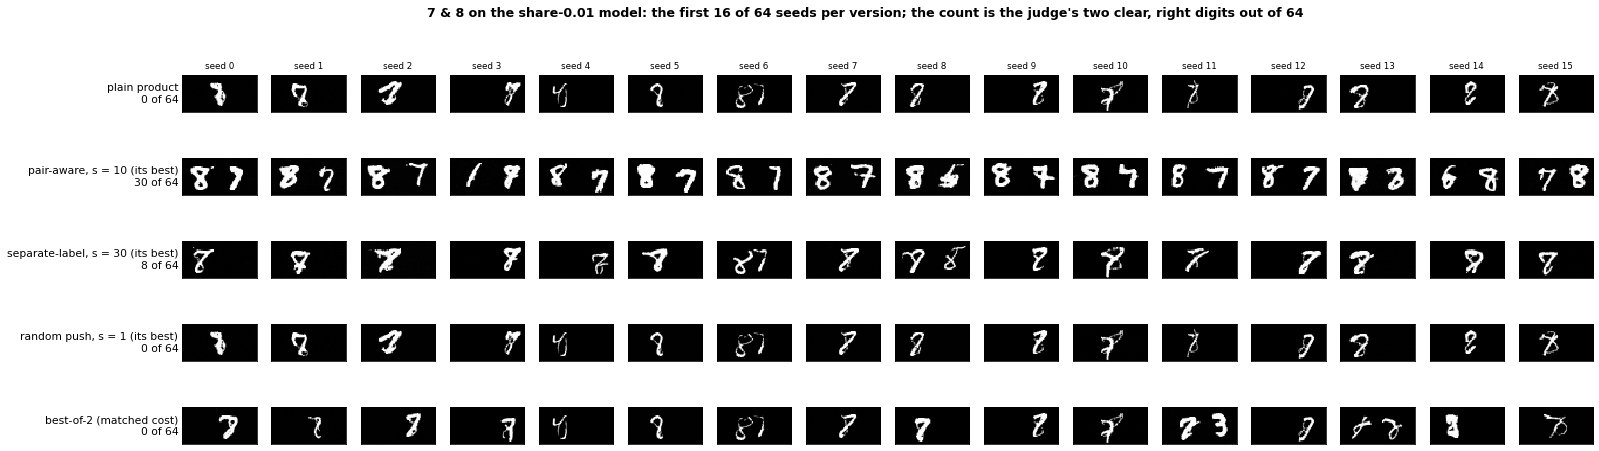 7 & 8 on the share-0.01 model: the first 16 of 64 seeds per version; the count is the judge's two clear, right digits out of 64
seed 0 seed 1 seed 2 seed 3 seed 4 seed 5 seed 6 seed 7 seed 8 seed 9 seed 10 seed 11 seed 12 seed 13 seed 14 seed 15
plain product
0 of 64
pair-aware, s = 10 (its best)
30 of 64
separate-label, s = 30 (its best)
8 of 64
random push, s = 1 (its best)
0 of 64
best-of-2 (matched cost)
0 of 64